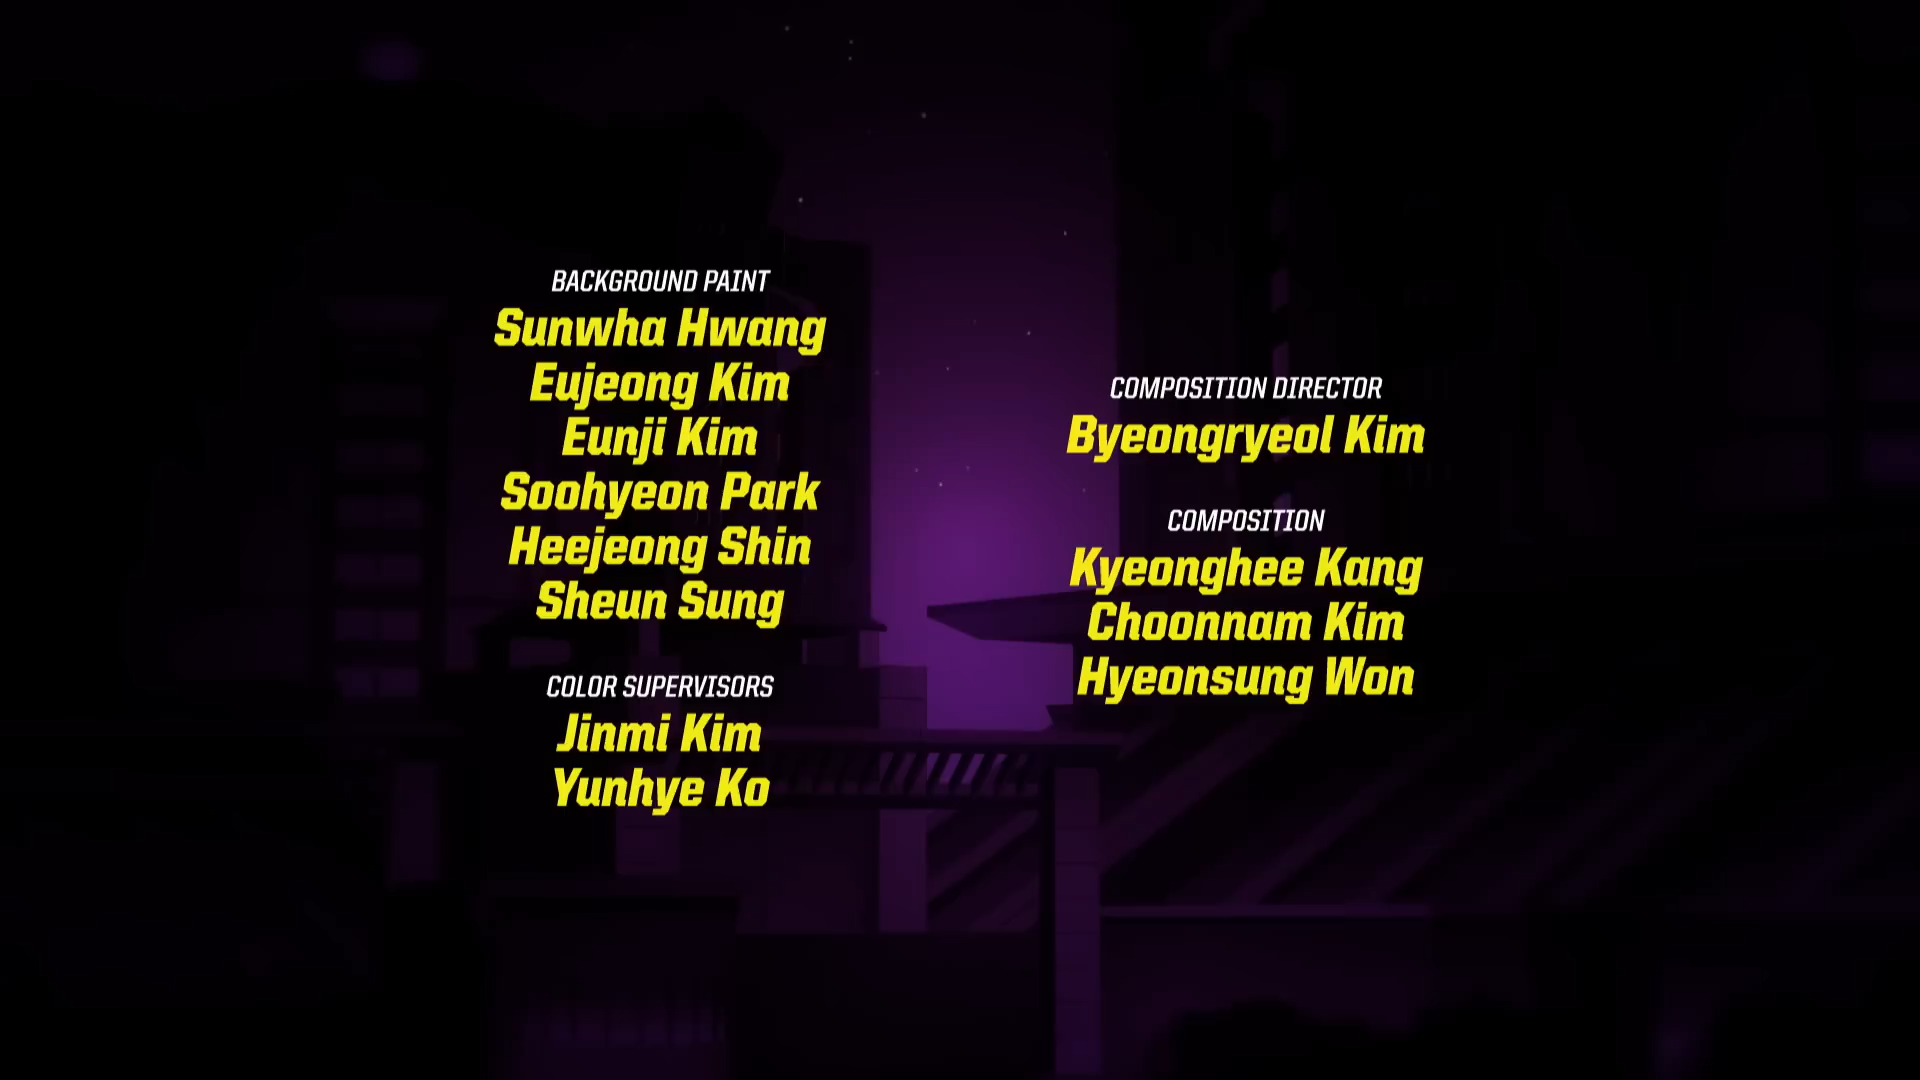 BACKGROUND PAINT
Sunwha Hwang
Eujeong Kim
Eunji Kim
Soohyeon Park
Heejeong Shin
Sheun Sung
COLOR SUPERVISORS
Jinmi Kim
Yunhye Ko
COMPOSITION DIRECTOR
Byeongryeol Kim
COMPOSITION
Kyeonghee Kang
Choonnam Kim
Hyeonsung Won